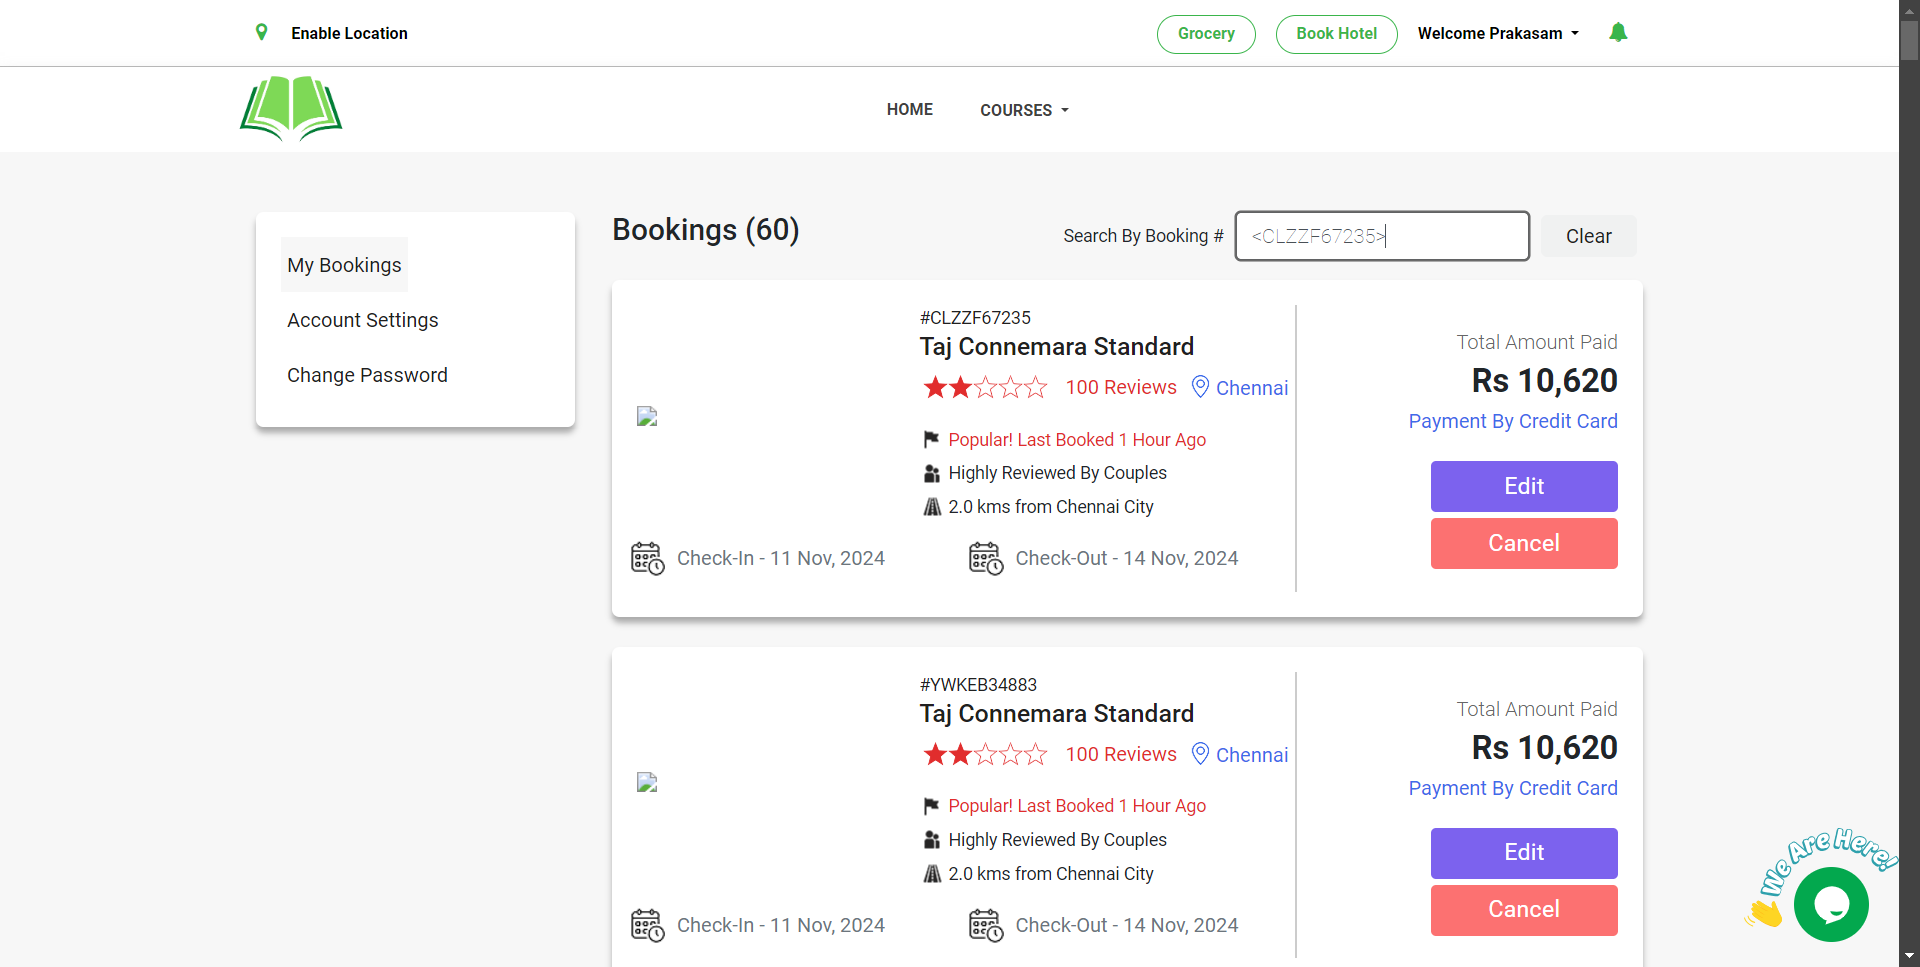 Enable Location
Grocery
Book Hotel
Welcome Prakasam
HOME
COURSES
My Bookings
Account Settings
Change Password
Bookings (60)
Search By Booking #
<CLZZF67235>
Clear
#CLZZF67235
Taj Connemara Standard
100 Reviews
Chennai
Popular! Last Booked 1 Hour Ago
Highly Reviewed By Couples
2.0 kms from Chennai City
Check-In - 11 Nov, 2024
Check-Out - 14 Nov, 2024
Total Amount Paid
Rs 10,620
Payment By Credit Card
Edit
Cancel
#YWKEB34883
Taj Connemara Standard
100 Reviews
Chennai
Popular! Last Booked 1 Hour Ago
Highly Reviewed By Couples
2.0 kms from Chennai City
Check-In - 11 Nov, 2024
Check-Out - 14 Nov, 2024
Total Amount Paid
Rs 10,620
Payment By Credit Card
Edit
Cancel
We Are Here!